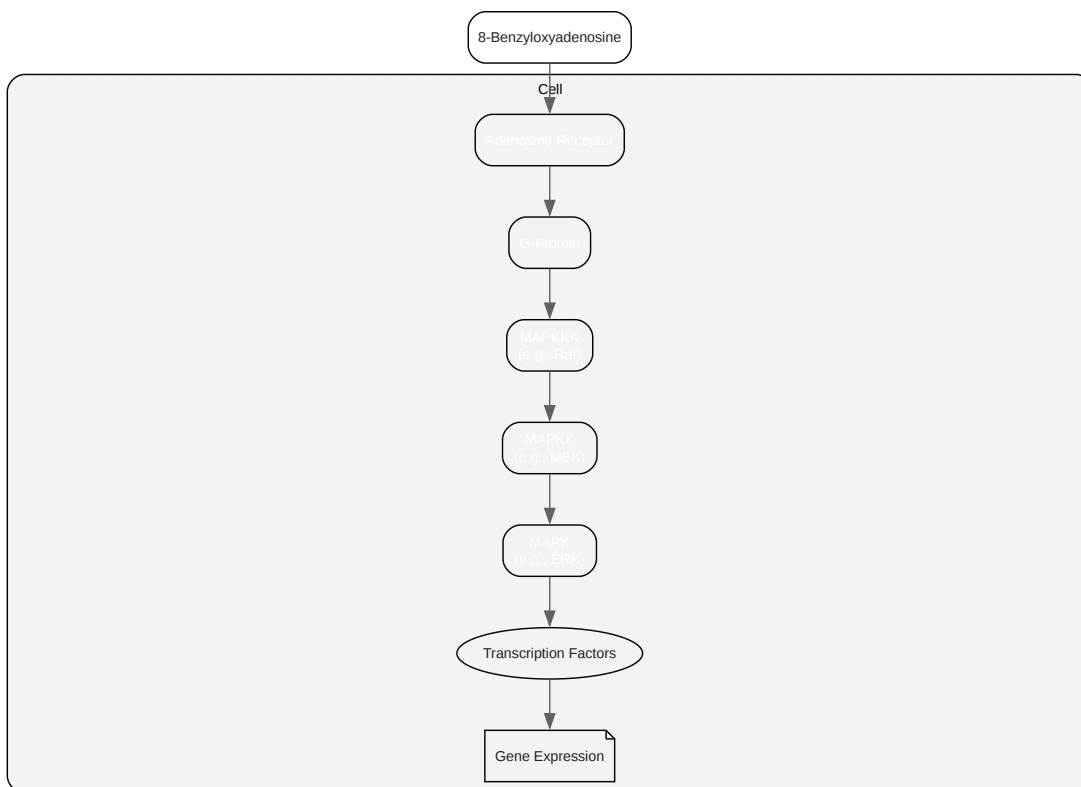 8-Benzyloxyadenosine
Cell
Adenosine Receptor
G-Protein
MAPKKK
(e.g., Raf)
MAPKK
(e.g., MEK)
MAPK
(e.g., ERK)
Transcription Factors
Gene Expression